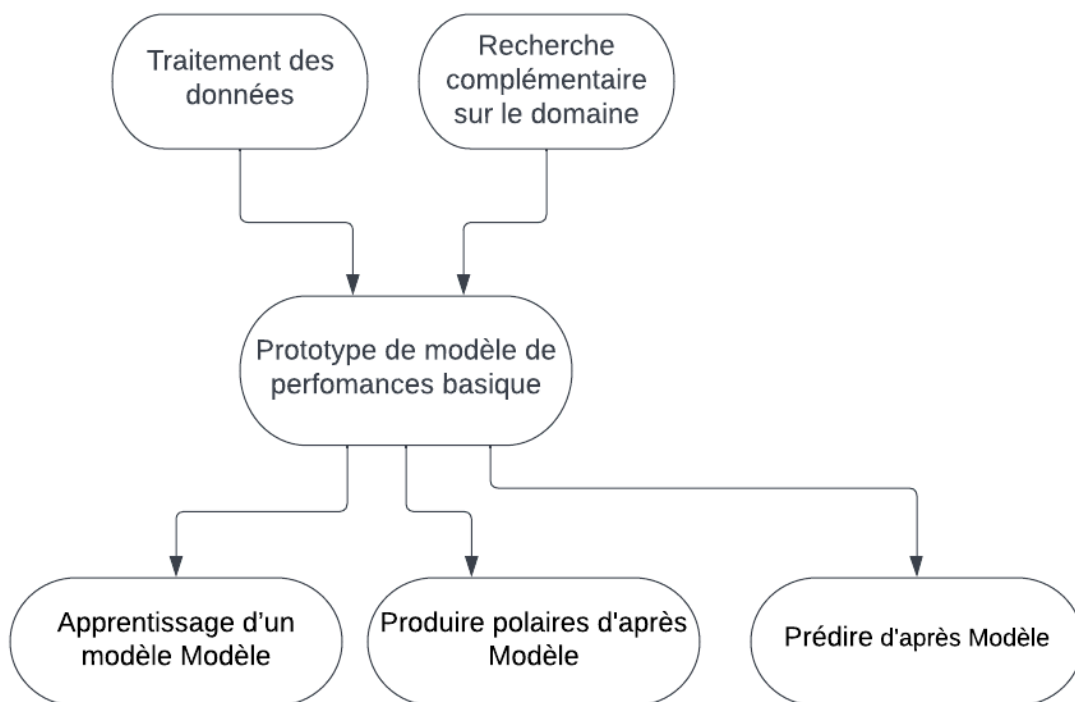 Traitement des
données
Recherche
complémentaire
sur le domaine
Prototype de modèle de
perfomances basique
Apprentissage d’un
modèle Modèle
Produire polaires d'après
Modèle
Prédire d'après Modèle